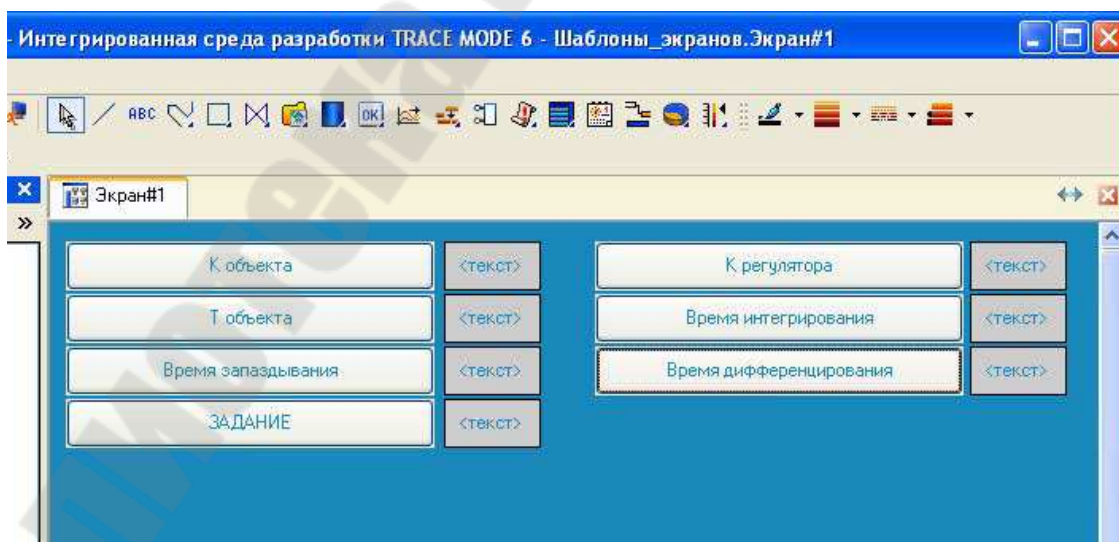 - Интегрированная среда разработки TRACE MODE 6 - Шаблоны_экранов.Экран#1
ABC
OK
Экран#1
К объекта <текст> К регулятора <текст>
Т объекта <текст> Время интегрирования <текст>
Время запаздывания <текст> Время дифференцирования <текст>
ЗАДАНИЕ <текст>